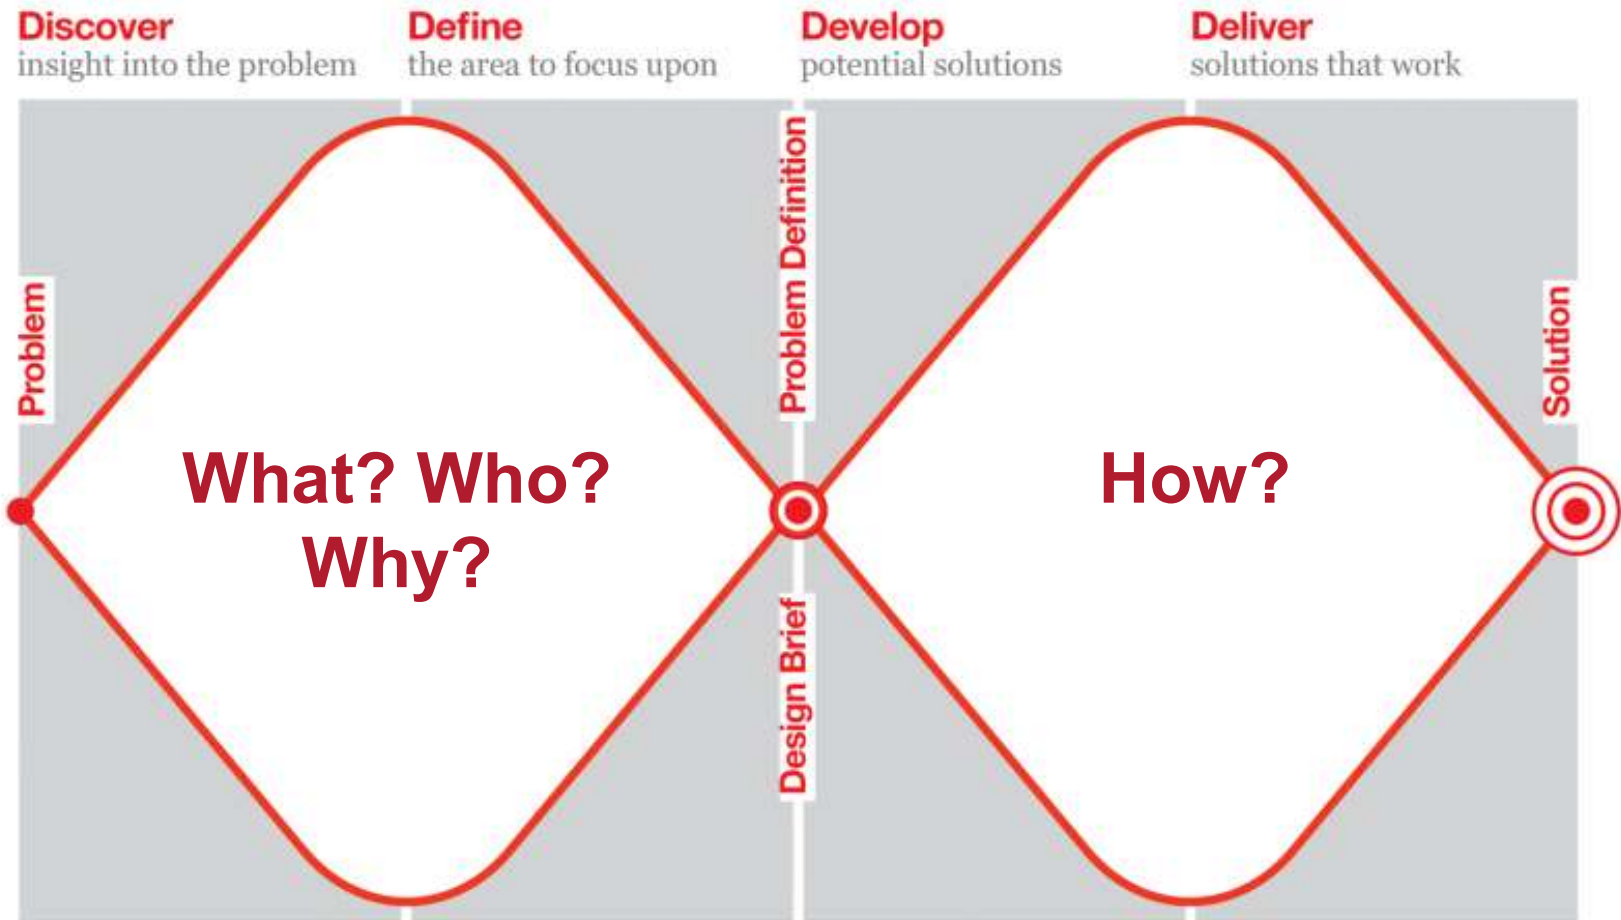 Discover
insight into the problem
Define
the area to focus upon
Develop
potential solutions
Deliver
solutions that work
Problem
What? Who?
Why?
Problem Definition
Design Brief
How?
Solution